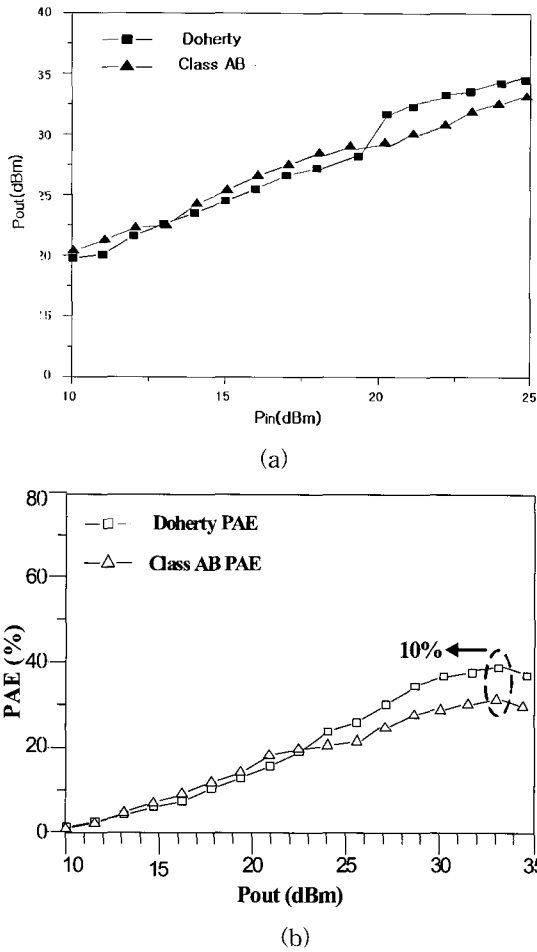 40
35
30
25
20
15
0
Pout(dBm)
Doherty
Class AB
10
15
20
25
Pin(dBm)
(a)
80
60
40
20
0
PAE (%)
Doherty PAE
Class AB PAE
10%
10
15
20
25
30
35
Pout (dBm)
(b)